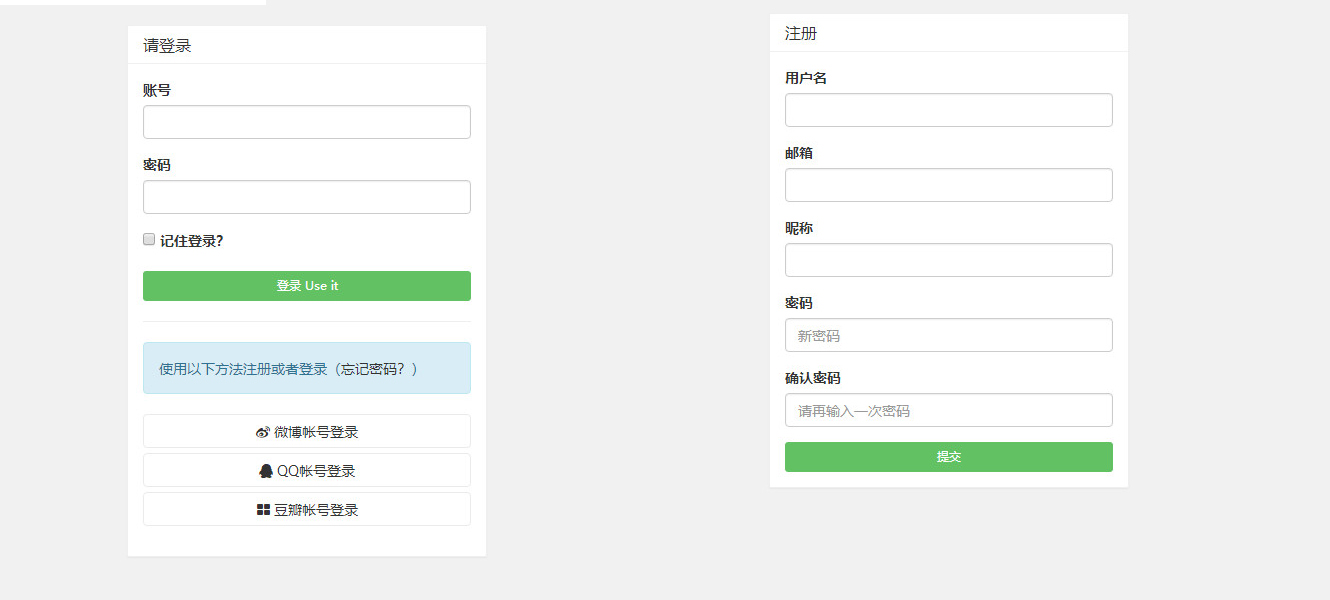 请登录
账号
密码
记住登录?
登录 Use it
使用以下方法注册或者登录（忘记密码？）
微博帐号登录
QQ帐号登录
豆瓣帐号登录
注册
用户名
邮箱
昵称
密码
新密码
确认密码
请再输入一次密码
提交